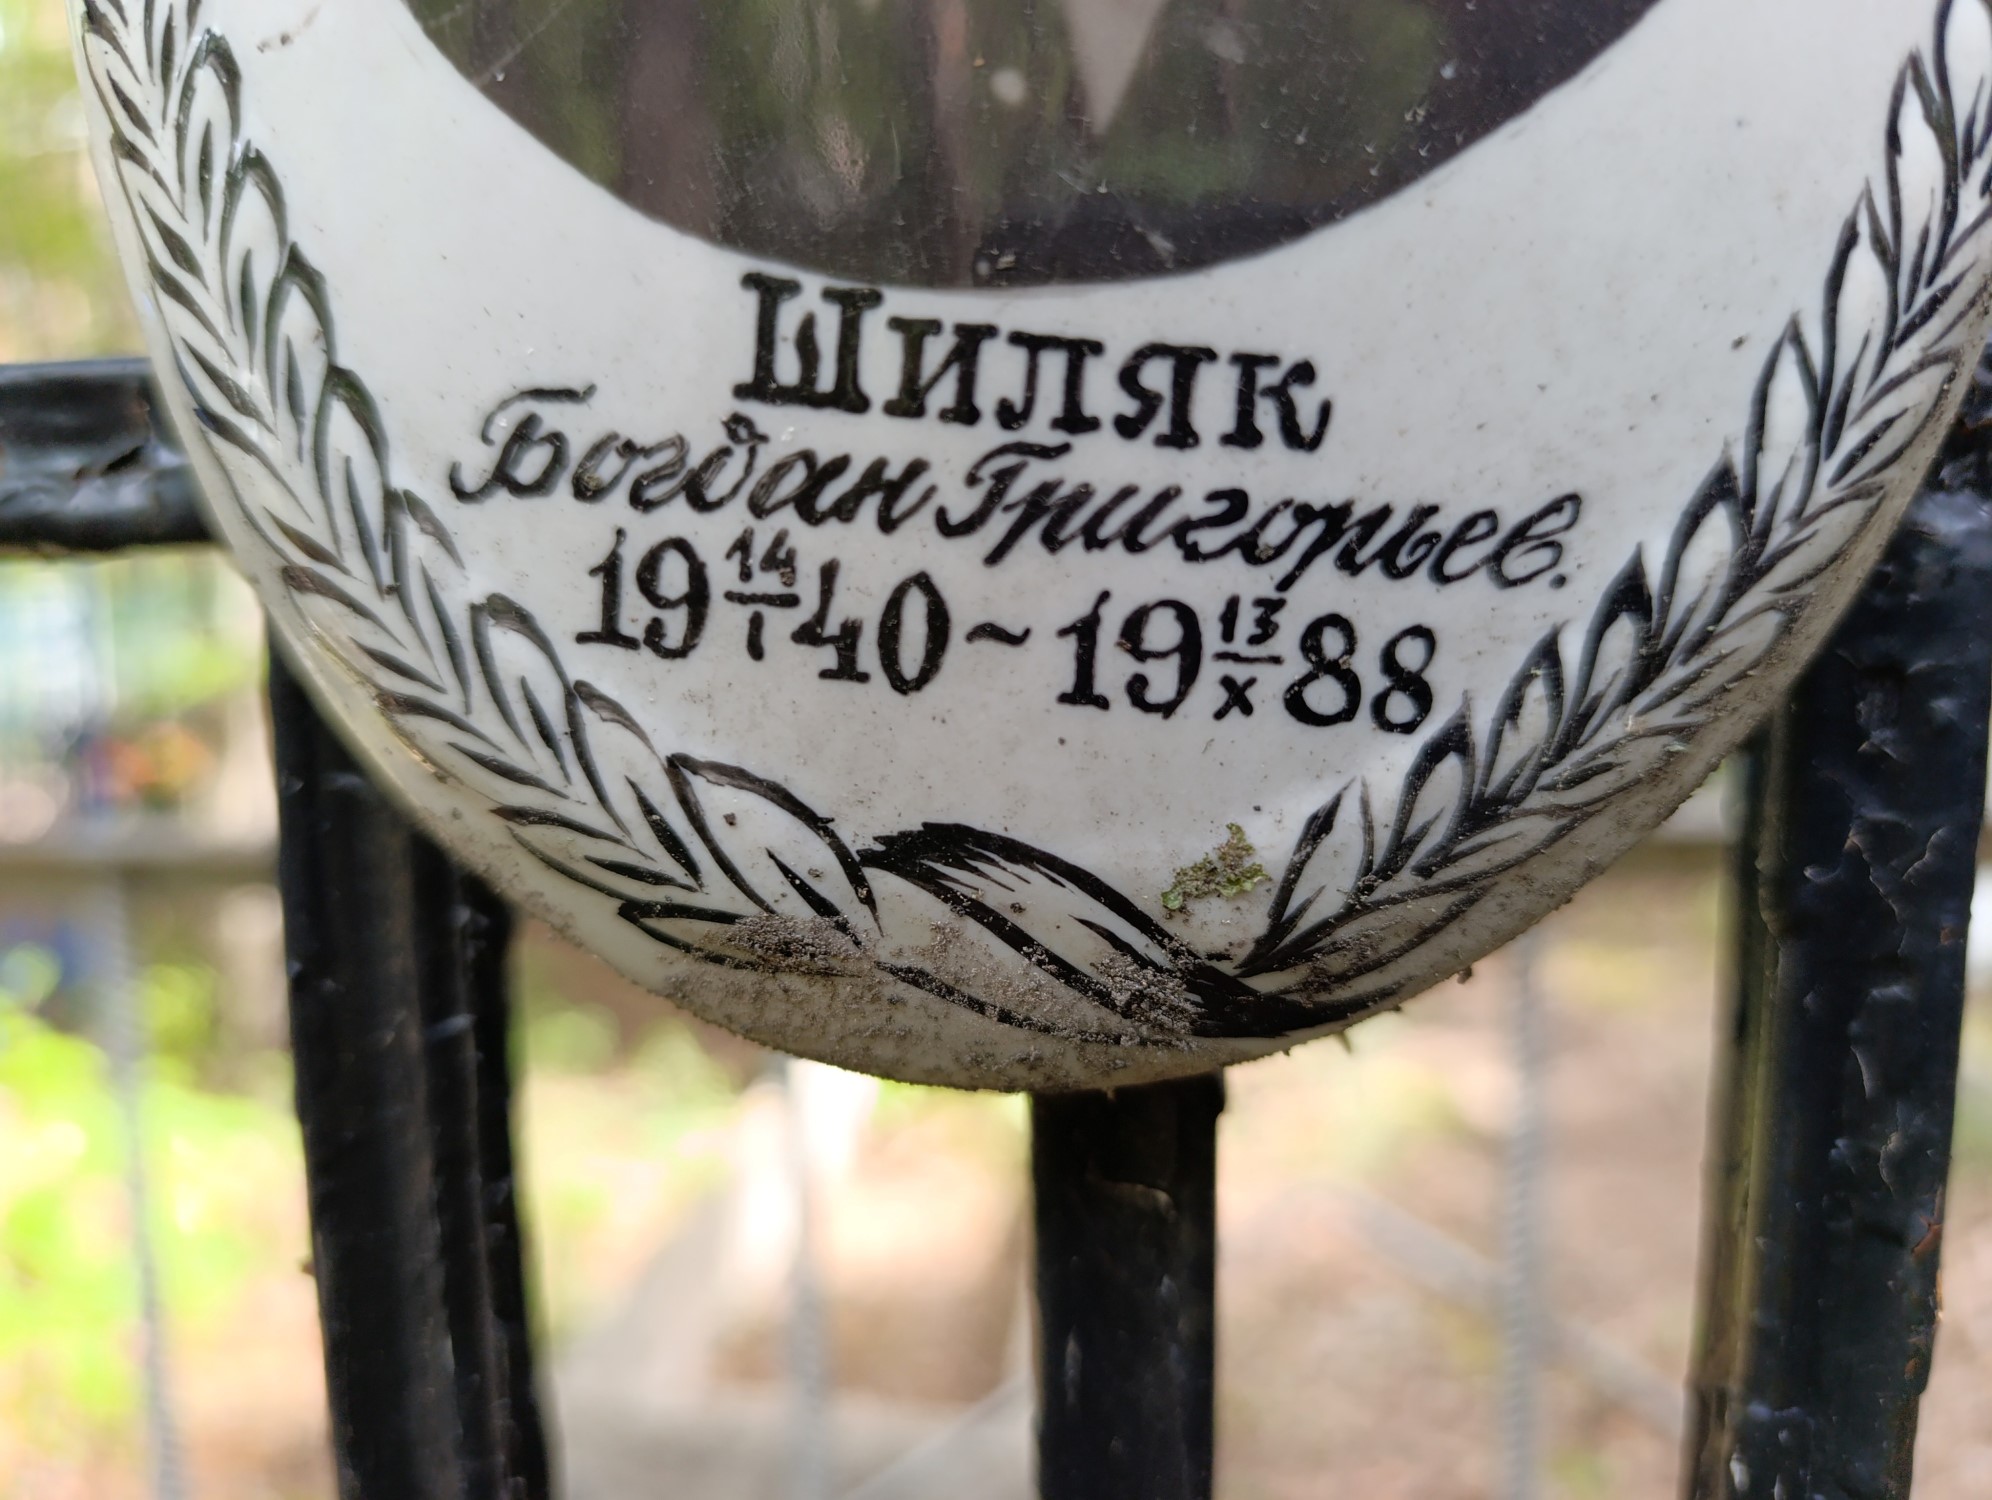 Шиляк
Богдан Григорьев.
19 14/I 40 ~ 19 13/X 88